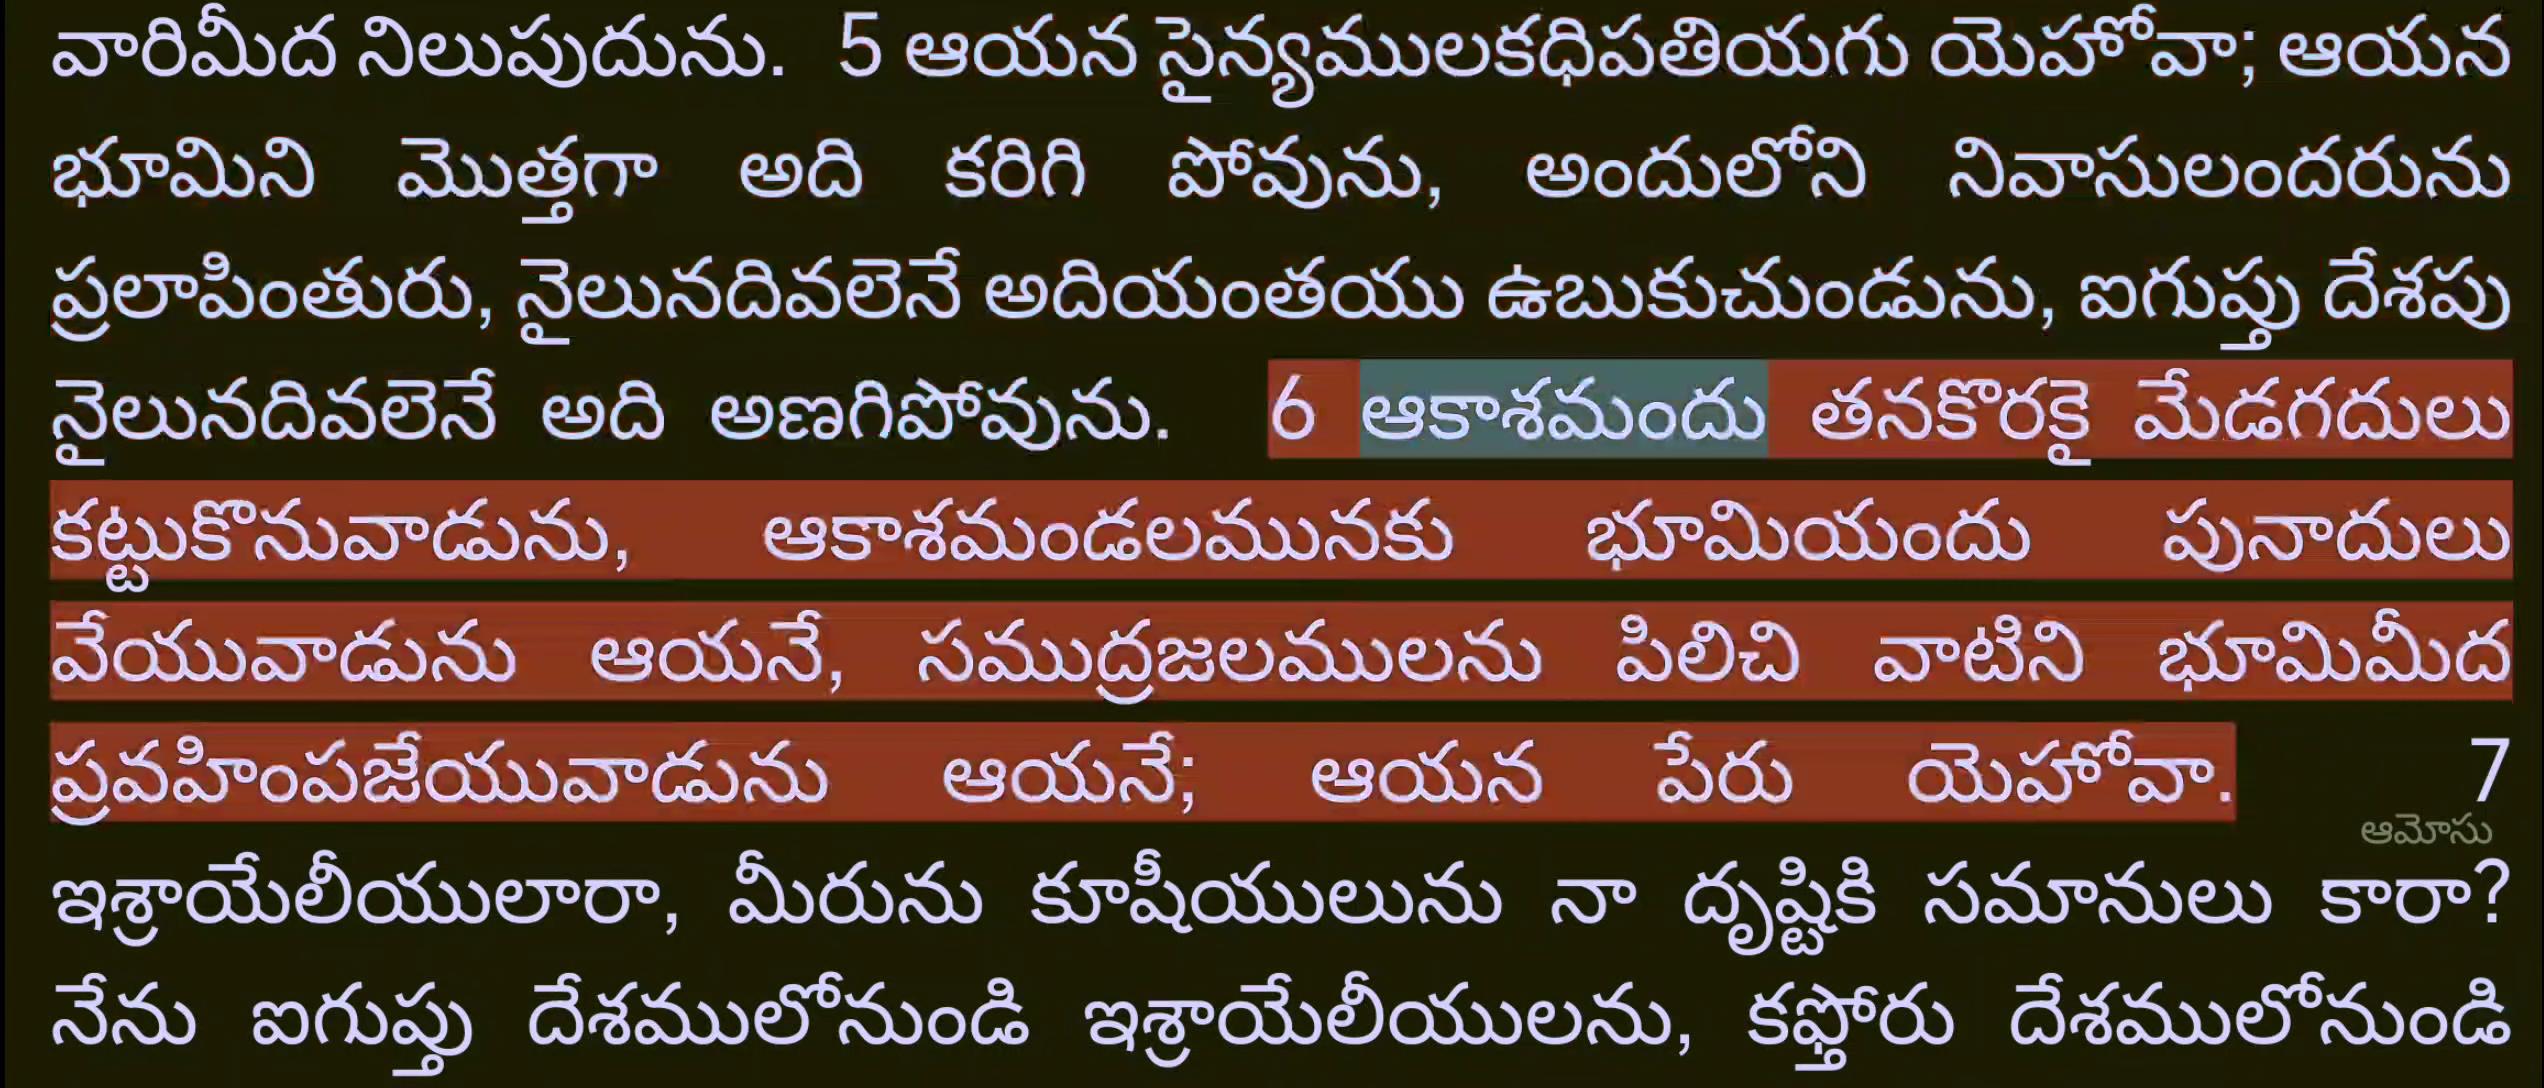 వారిమీద నిలుపుదును. 5 ఆయన సైన్యములకధిపతియగు యెహోవా; ఆయన
భూమిని మొత్తగా అది కరిగి పోవును, అందులోని నివాసులందరును
ప్రలాపింతురు, నైలునదివలెనే అదియంతయు ఉబుకుచుండును, ఐగుప్తు దేశపు
నైలునదివలెనే అది అణగిపోవును. 6 ఆకాశమందు తనకొరకై మేడగదులు
కట్టుకొనువాడును, ఆకాశమండలమునకు భూమియందు పునాదులు
వేయువాడును ఆయనే, సముద్రజలములను పిలిచి వాటిని భూమిమీద
ప్రవహింపజేయువాడును ఆయనే; ఆయన పేరు యెహోవా. 7
ఆమోసు
ఇశ్రాయేలీయులారా, మీరును కూషీయులును నా దృష్టికి సమానులు కారా?
నేను ఐగుప్తు దేశములోనుండి ఇశ్రాయేలీయులను, కఫ్తోరు దేశములోనుండి